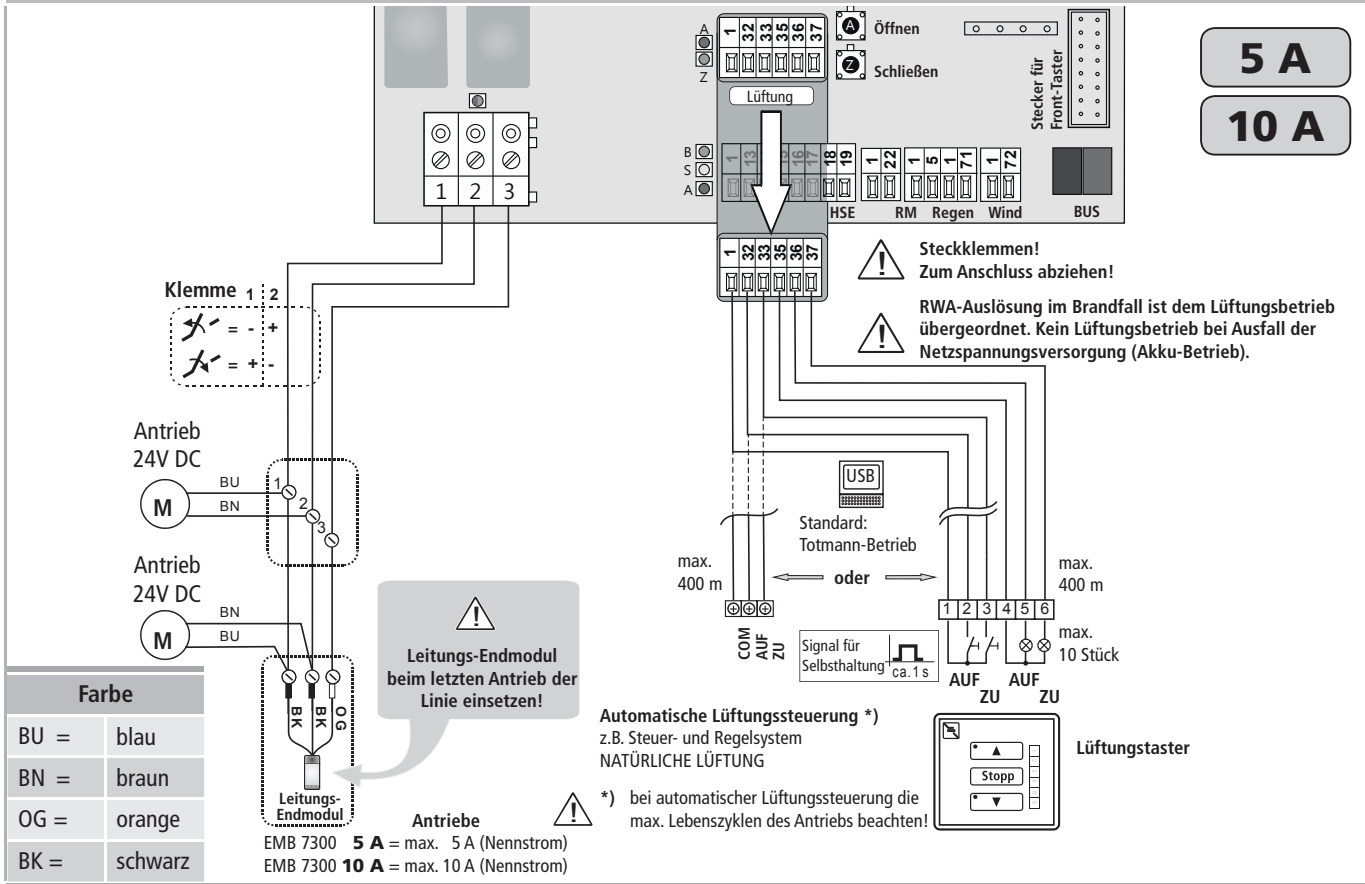 5 A
10 A
A
Z
1 32 33 35 36 37
A Öffnen
Z Schließen
Stecker für
Front-Taster
Lüftung
B
S
A
1 13 15 16 17 18 19
1 22
1 5 1 71
1 72
HSE RM Regen Wind BUS
1 2 3
1 32 33 35 36 37
Steckklemmen!
Zum Anschluss abziehen!
RWA-Auslösung im Brandfall ist dem Lüftungsbetrieb
übergeordnet. Kein Lüftungsbetrieb bei Ausfall der
Netzspannungsversorgung (Akku-Betrieb).
Klemme 1 2
= - +
= + -
Antrieb
24V DC
M
BU
BN
1
2
3
Antrieb
24V DC
M
BN
BU
BK
BK
OG
Leitungs-
Endmodul
Leitungs-Endmodul
beim letzten Antrieb der
Linie einsetzen!
USB
Standard:
Totmann-Betrieb
max.
400 m
oder
max.
400 m
COM
AUF
ZU
Signal für
Selbsthaltung
ca.1 s
1 2 3 4 5 6
max.
10 Stück
AUF
ZU
AUF
ZU
Stopp
Lüftungstaster
Automatische Lüftungssteuerung *)
z.B. Steuer- und Regelsystem
NATÜRLICHE LÜFTUNG
*) bei automatischer Lüftungssteuerung die
max. Lebenszyklen des Antriebs beachten!
Antriebe
EMB 7300 5 A = max. 5 A (Nennstrom)
EMB 7300 10 A = max. 10 A (Nennstrom)
Farbe
BU = blau
BN = braun
OG = orange
BK = schwarz